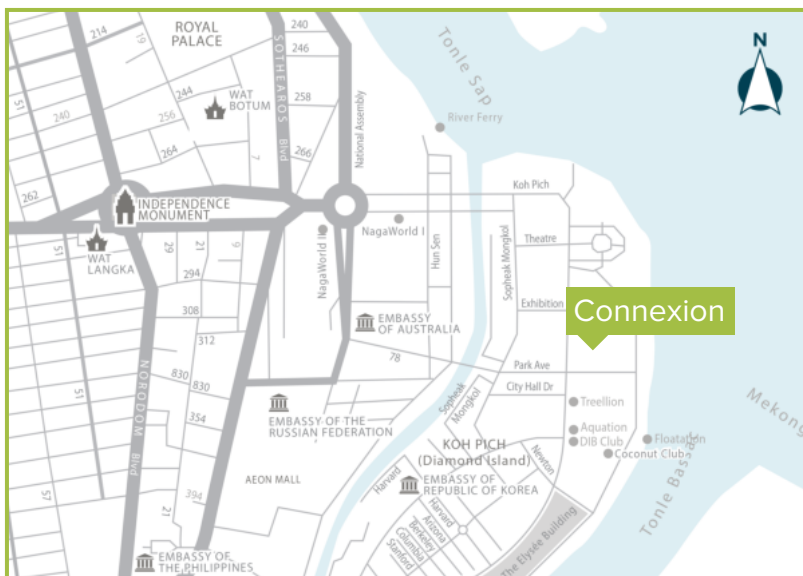 ROYAL
PALACE
240
246
214
19
51
SOTHEAROS Blvd
National Assembly
Tonle Sap
N
River Ferry
244
WAT
BOTUM
258
256
240
264
7
266
262
Koh Pich
INDEPENDENCE
MONUMENT
NagaWorld I
NagaWorld II
Hun Sen
Sopheak Mongkol
Theatre
WAT
LANGKA
51
29
21
9
294
308
312
Exhibition
Connexion
EMBASSY
OF AUSTRALIA
78
Park Ave
City Hall Dr
NORODOM Blvd
51
830
830
354
EMBASSY OF THE
RUSSIAN FEDERATION
Sopheak
Mongkol
Treellion
Aquation
DIB Club
Floatation
Coconut Club
Mekong
Tonle Bassac
KOH PICH
(Diamond Island)
Newton
AEON MALL
Harvard
EMBASSY OF
REPUBLIC OF KOREA
57
394
21
Harvard
Arizona
Berkeley
Columbia
Stanford
The Elysée Building
EMBASSY OF
THE PHILIPPINES